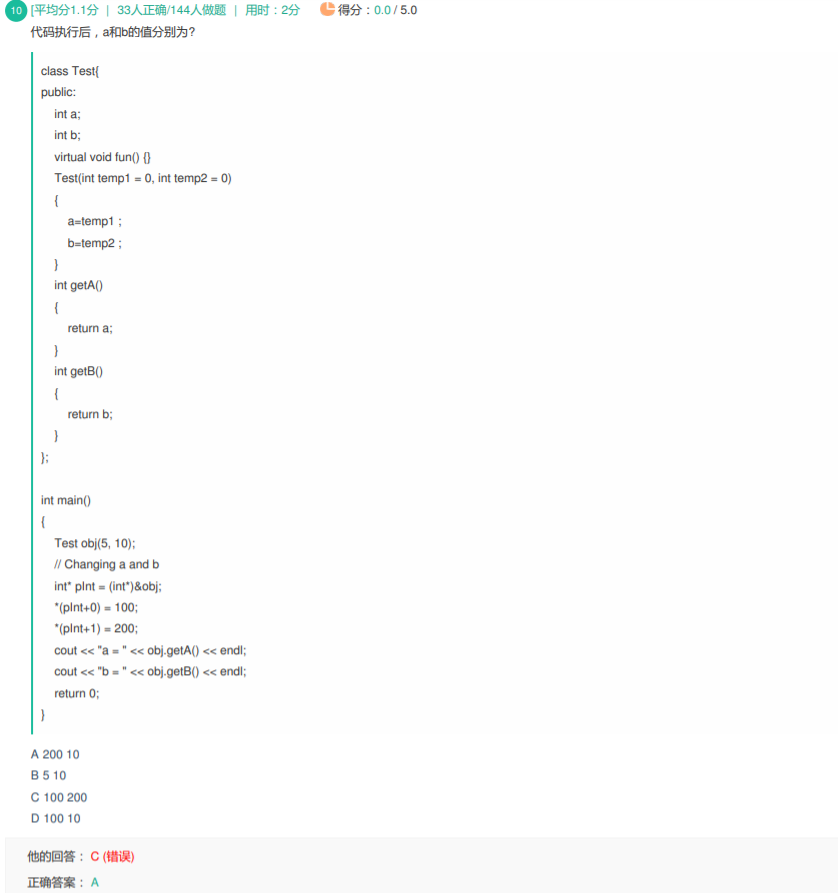 10 [平均分1.1分 | 33人正确/144人做题 | 用时：2分 得分：0.0 / 5.0
代码执行后，a和b的值分别为?
class Test{
public:
int a;
int b;
virtual void fun() {}
Test(int temp1 = 0, int temp2 = 0)
{
a=temp1 ;
b=temp2 ;
}
int getA()
{
return a;
}
int getB()
{
return b;
}
};
int main()
{
Test obj(5, 10);
// Changing a and b
int* pInt = (int*)&obj;
*(pInt+0) = 100;
*(pInt+1) = 200;
cout << "a = " << obj.getA() << endl;
cout << "b = " << obj.getB() << endl;
return 0;
}
A 200 10
B 5 10
C 100 200
D 100 10
他的回答： C (错误)
正确答案： A